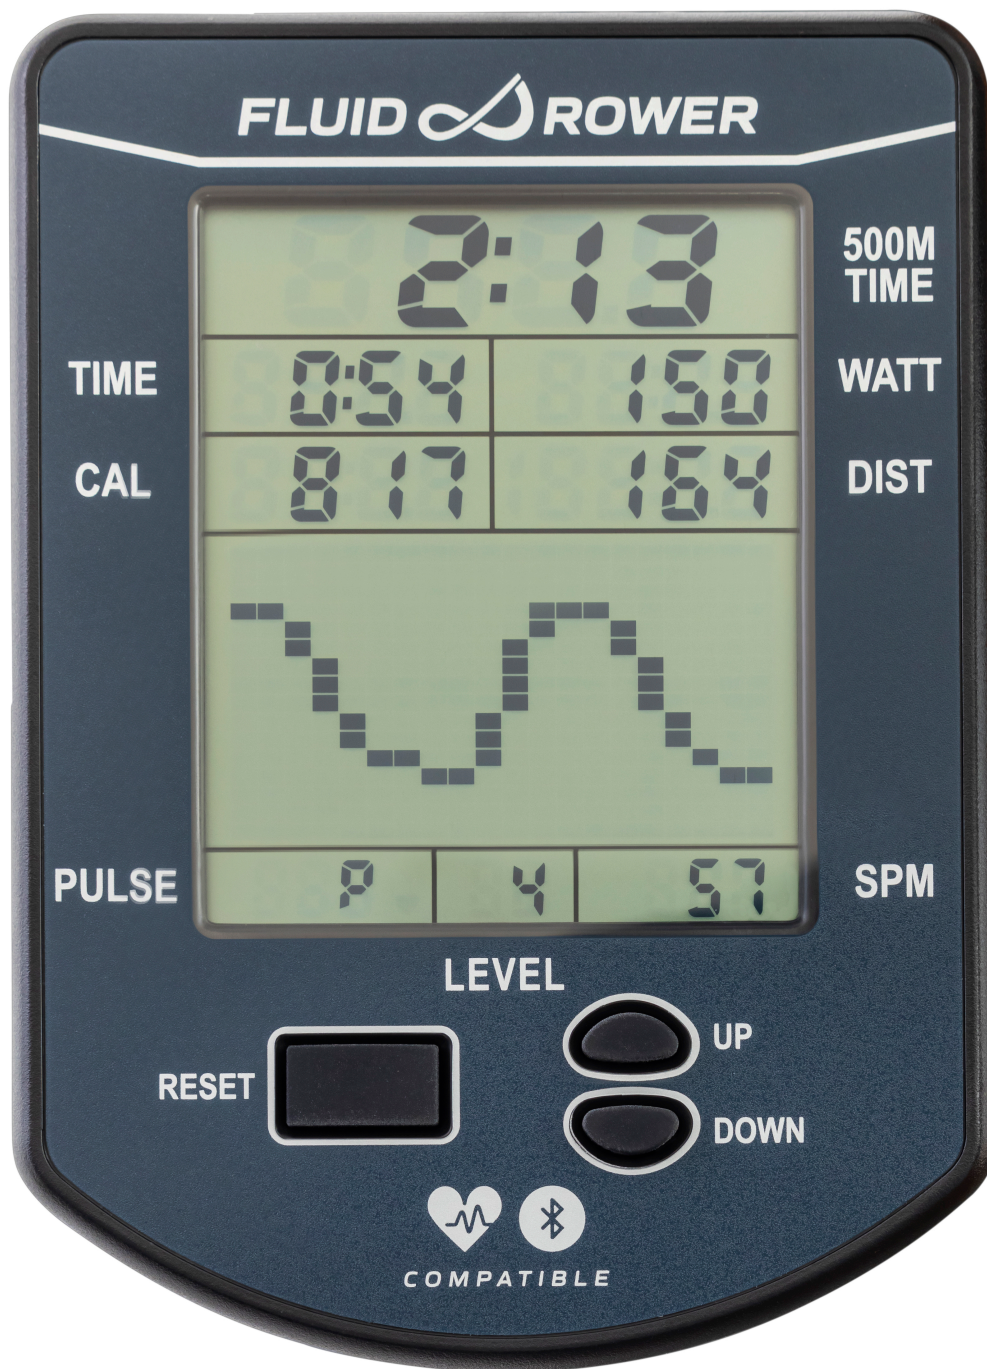 FLUID ROWER
2:13
500M
TIME
TIME 0:54 150 WATT
CAL 817 164 DIST
PULSE P 4 57 SPM
LEVEL
UP
RESET
DOWN
COMPATIBLE